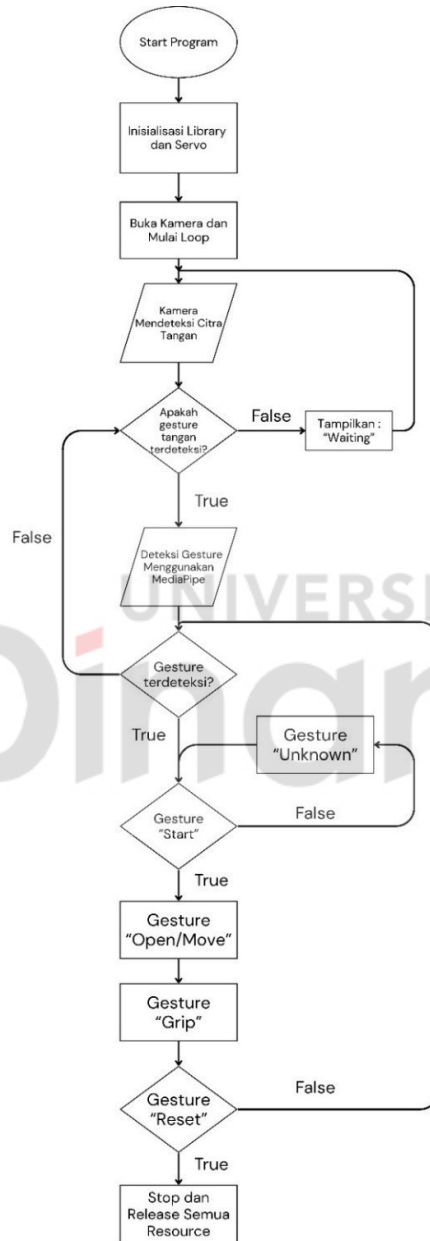 Start Program
Inisialisasi Library
dan Servo
Buka Kamera dan
Mulai Loop
Kamera
Mendeteksi Citra
Tangan
Apakah
gesture
tangan
terdeteksi?
False
Tampilkan :
"Waiting"
True
False
Deteksi Gesture
Menggunakan
MediaPipe
UNIVERSI
Dinar
Gesture
terdeteksi?
True
Gesture
"Unknown"
Gesture
"Start"
False
True
Gesture
"Open/Move"
Gesture
"Grip"
Gesture
"Reset"
False
True
Stop dan
Release Semua
Resource